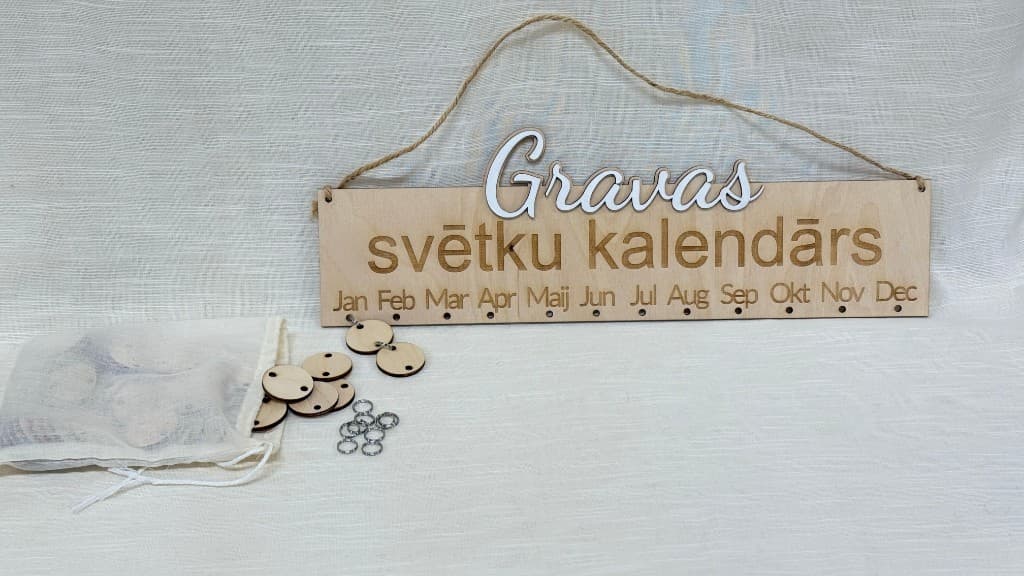 Gravas
svētku kalendārs
Jan Feb Mar Apr Maij Jun Jul Aug Sep Okt Nov Dec